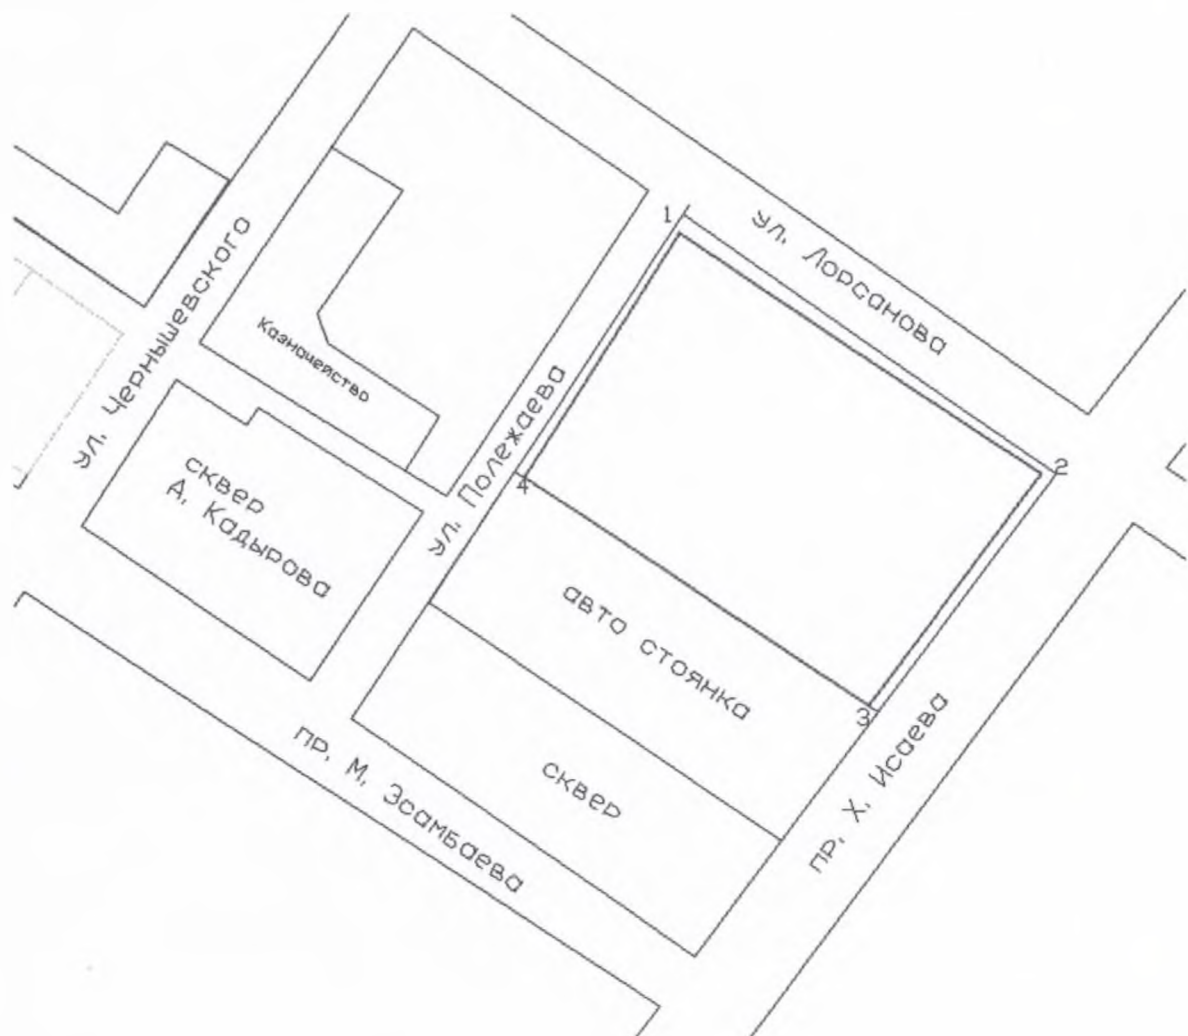 1
ул. Лорсанова
ул. Чернышевского
Казначейство
ул. Полежаева
2
сквер
А. Кадырова
4
авто стоянка
3
пр. Х. Исаева
пр. М. Эсамбаева
сквер